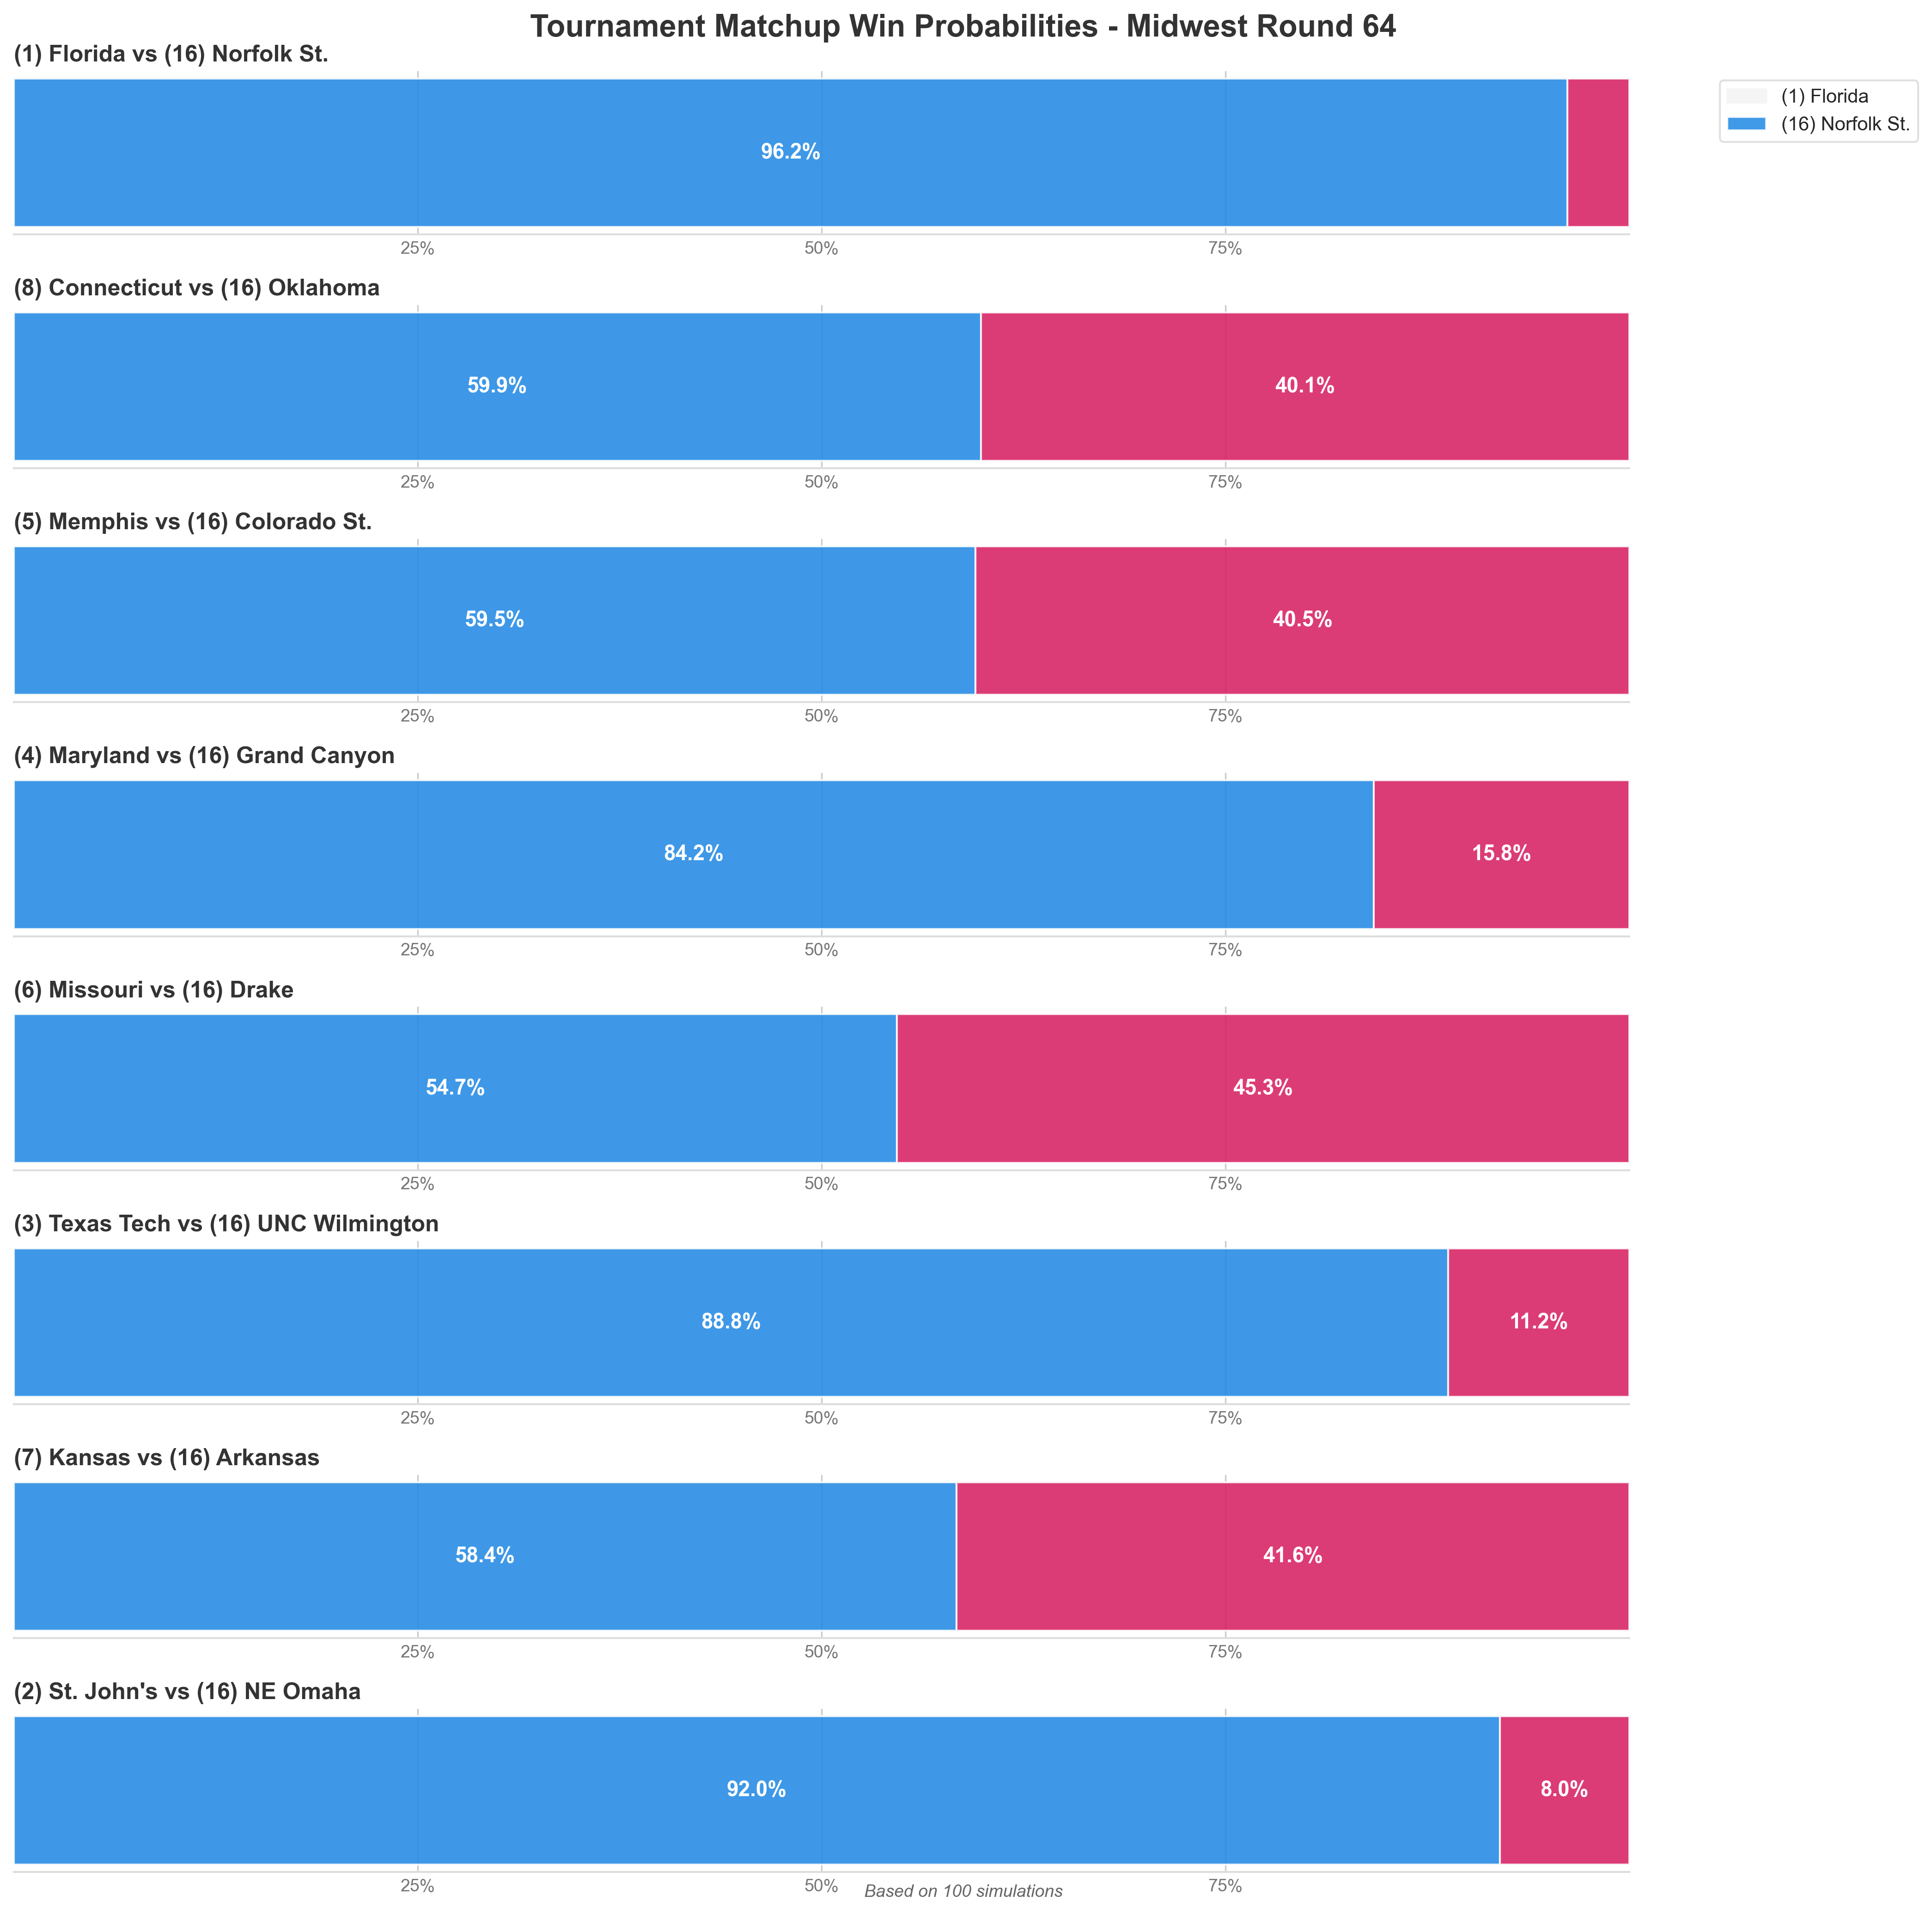 Tournament Matchup Win Probabilities - Midwest Round 64
(1) Florida vs (16) Norfolk St.
(1) Florida
(16) Norfolk St.
96.2%
25% 50% 75%
(8) Connecticut vs (16) Oklahoma
59.9% 40.1%
25% 50% 75%
(5) Memphis vs (16) Colorado St.
59.5% 40.5%
25% 50% 75%
(4) Maryland vs (16) Grand Canyon
84.2% 15.8%
25% 50% 75%
(6) Missouri vs (16) Drake
54.7% 45.3%
25% 50% 75%
(3) Texas Tech vs (16) UNC Wilmington
88.8% 11.2%
25% 50% 75%
(7) Kansas vs (16) Arkansas
58.4% 41.6%
25% 50% 75%
(2) St. John's vs (16) NE Omaha
92.0% 8.0%
25% 50% 75%
Based on 100 simulations